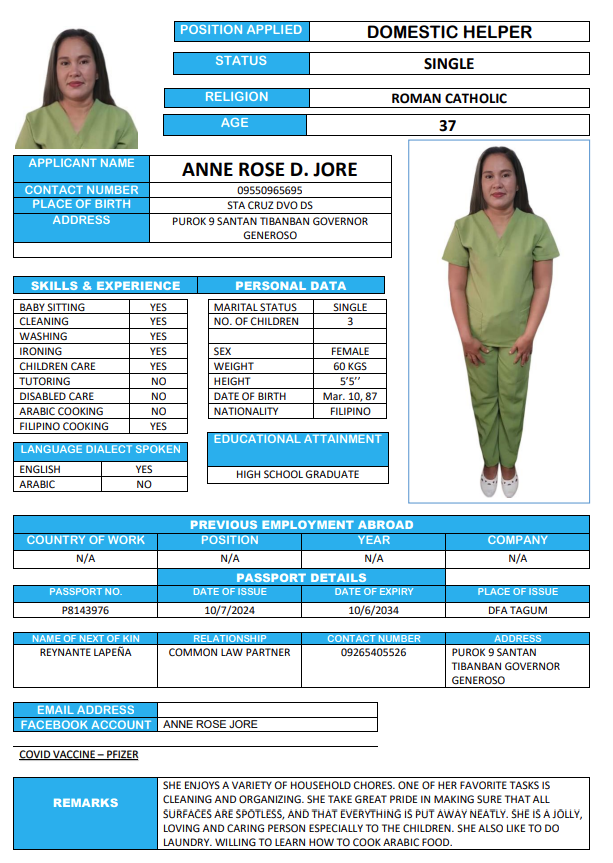 POSITION APPLIED DOMESTIC HELPER
STATUS SINGLE
RELIGION ROMAN CATHOLIC
AGE 37
APPLICANT NAME ANNE ROSE D. JORE
CONTACT NUMBER 09550965695
PLACE OF BIRTH STA CRUZ DVO DS
ADDRESS PUROK 9 SANTAN TIBANBAN GOVERNOR
GENEROSO
SKILLS & EXPERIENCE PERSONAL DATA
BABY SITTING YES MARITAL STATUS SINGLE
CLEANING YES NO. OF CHILDREN 3
WASHING YES
IRONING YES SEX FEMALE
CHILDREN CARE YES WEIGHT 60 KGS
TUTORING NO HEIGHT 5’5’’
DISABLED CARE NO DATE OF BIRTH Mar. 10, 87
ARABIC COOKING NO NATIONALITY FILIPINO
FILIPINO COOKING YES
EDUCATIONAL ATTAINMENT
LANGUAGE DIALECT SPOKEN
ENGLISH YES HIGH SCHOOL GRADUATE
ARABIC NO
PREVIOUS EMPLOYMENT ABROAD
COUNTRY OF WORK POSITION YEAR COMPANY
N/A N/A N/A N/A
PASSPORT DETAILS
PASSPORT NO. DATE OF ISSUE DATE OF EXPIRY PLACE OF ISSUE
P8143976 10/7/2024 10/6/2034 DFA TAGUM
NAME OF NEXT OF KIN RELATIONSHIP CONTACT NUMBER ADDRESS
REYNANTE LAPEÑA COMMON LAW PARTNER 09265405526 PUROK 9 SANTAN
TIBANBAN GOVERNOR
GENEROSO
EMAIL ADDRESS
FACEBOOK ACCOUNT ANNE ROSE JORE
COVID VACCINE – PFIZER
REMARKS
SHE ENJOYS A VARIETY OF HOUSEHOLD CHORES. ONE OF HER FAVORITE TASKS IS
CLEANING AND ORGANIZING. SHE TAKE GREAT PRIDE IN MAKING SURE THAT ALL
SURFACES ARE SPOTLESS, AND THAT EVERYTHING IS PUT AWAY NEATLY. SHE IS A JOLLY,
LOVING AND CARING PERSON ESPECIALLY TO THE CHILDREN. SHE ALSO LIKE TO DO
LAUNDRY. WILLING TO LEARN HOW TO COOK ARABIC FOOD.